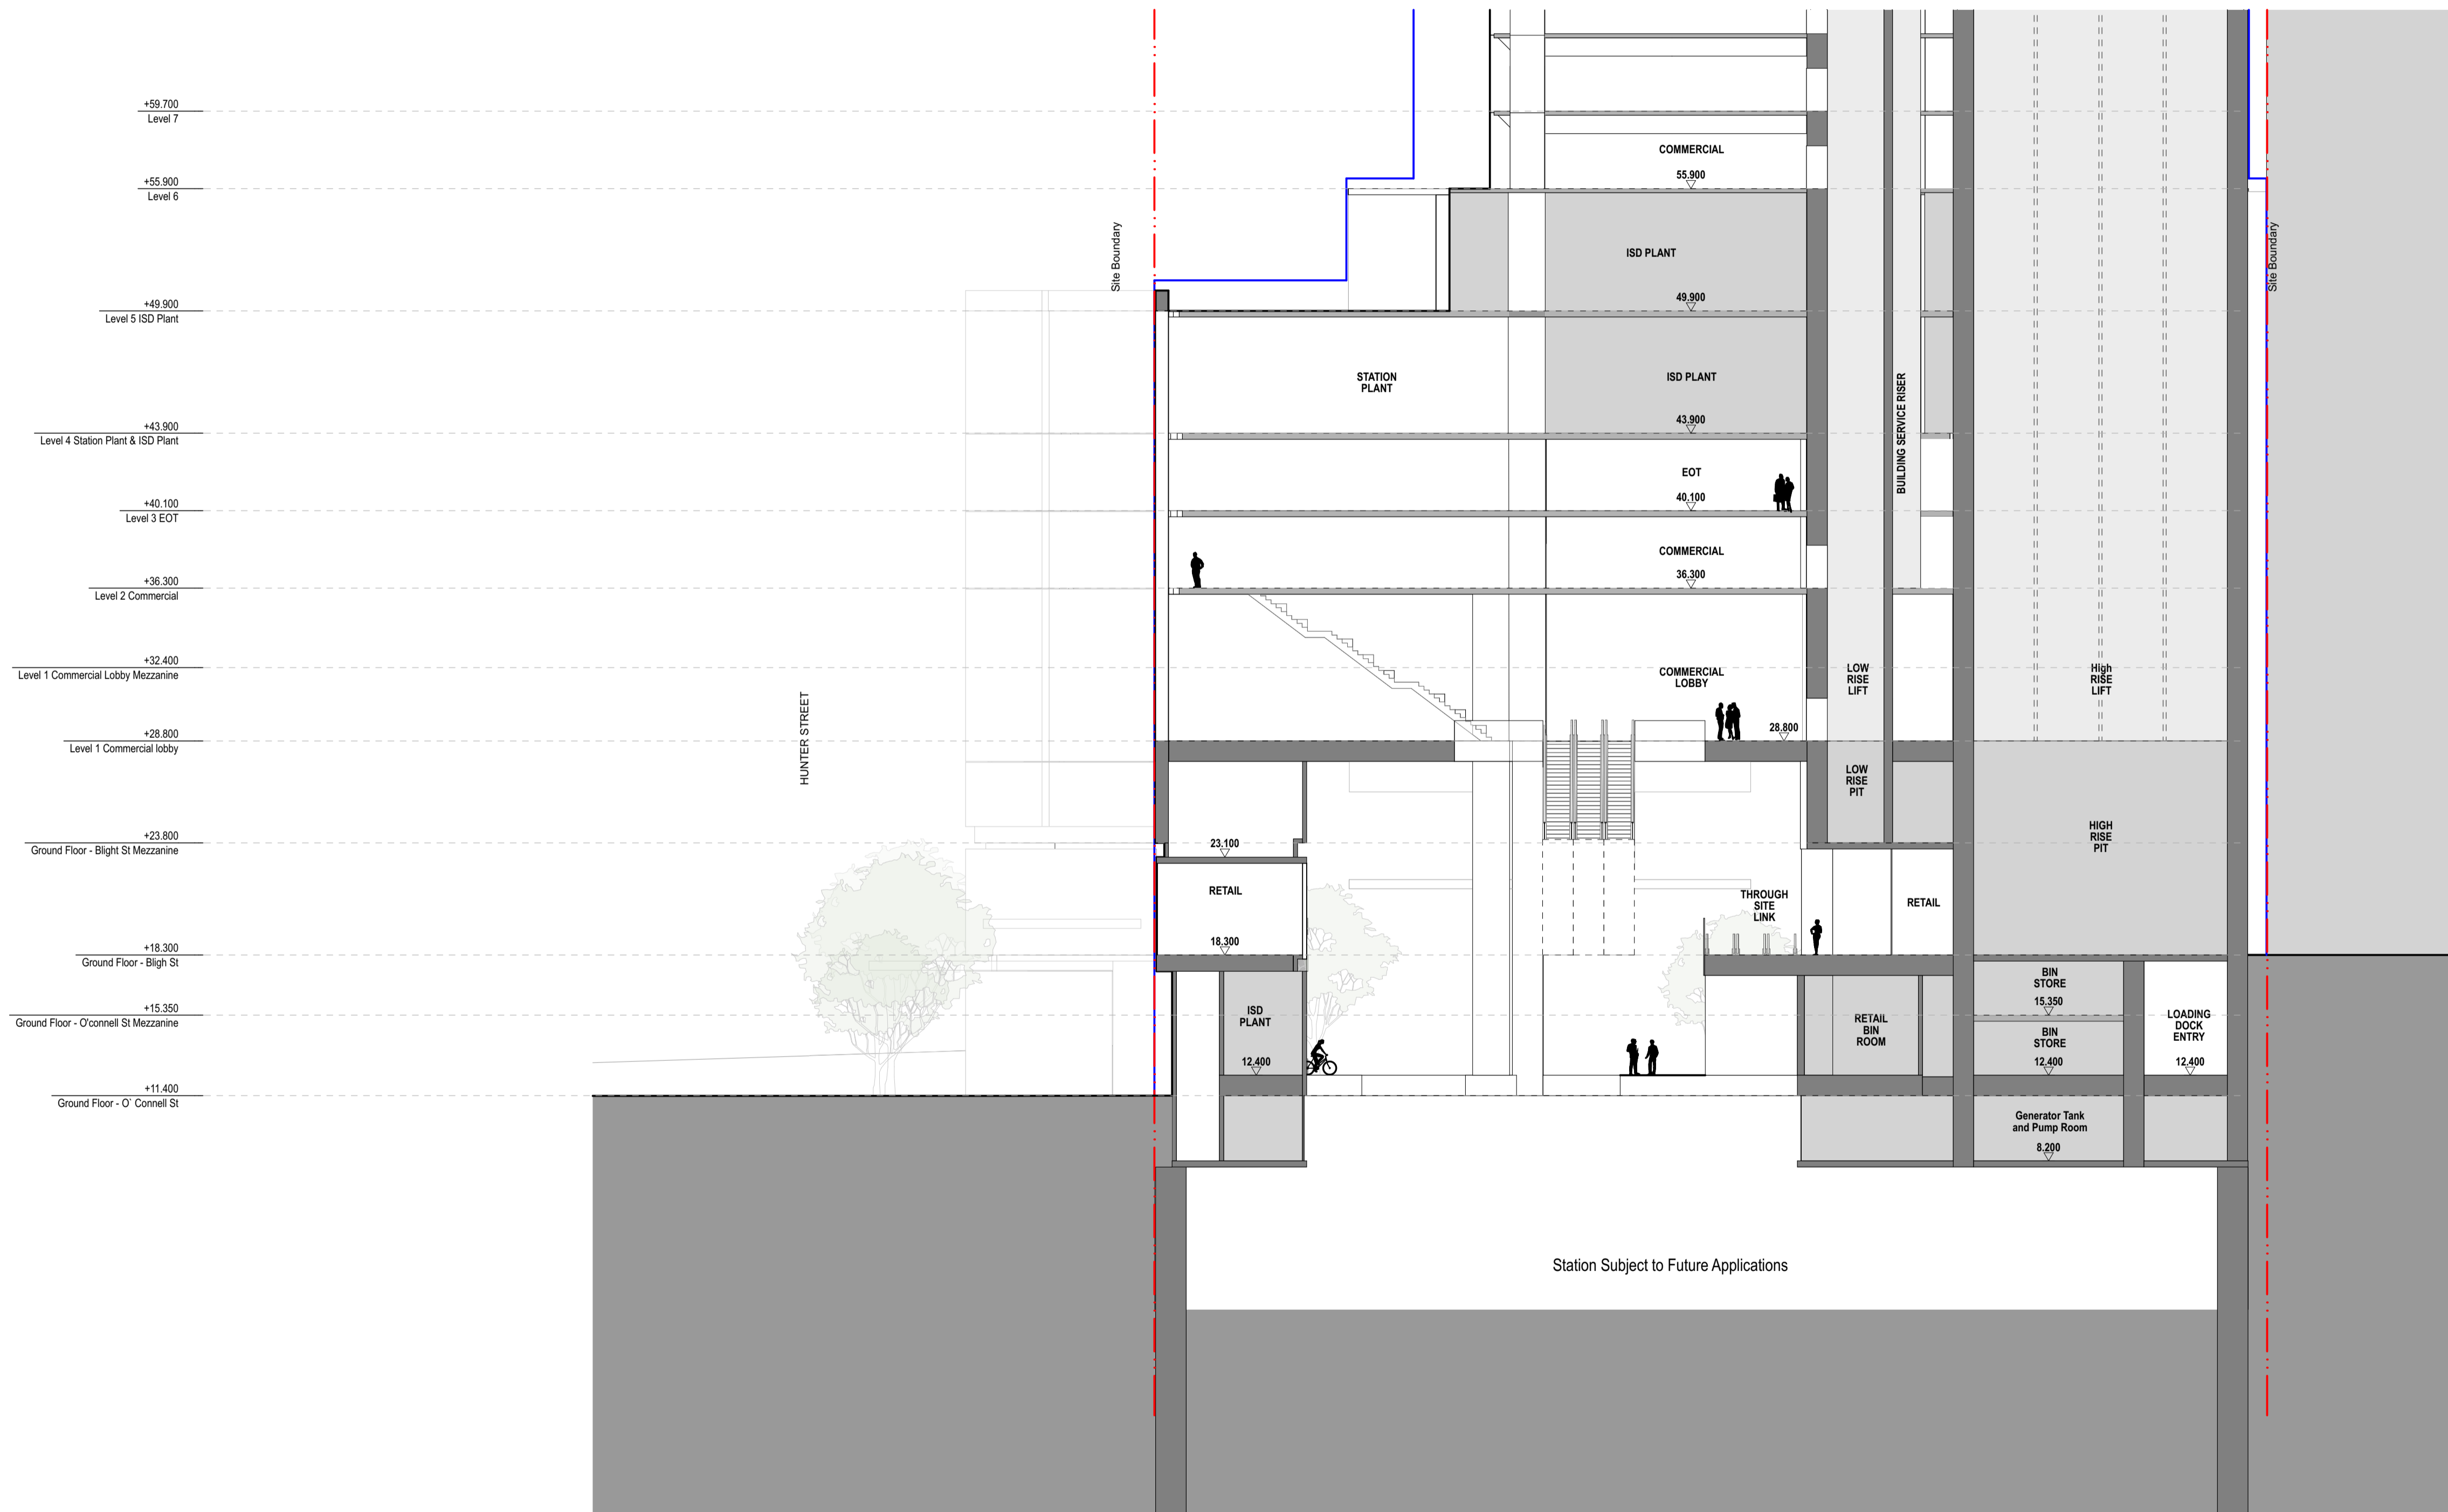 +59.700
Level 7
COMMERCIAL
55.900
+55.900
Level 6
Site Boundary
Site Boundary
ISD PLANT
49.900
+49.900
Level 5 ISD Plant
STATION
PLANT
ISD PLANT
43.900
BUILDING SERVICE RISER
+43.900
Level 4 Station Plant & ISD Plant
EOT
40.100
+40.100
Level 3 EOT
COMMERCIAL
36.300
+36.300
Level 2 Commercial
+32.400
Level 1 Commercial Lobby Mezzanine
COMMERCIAL
LOBBY
LOW
RISE
LIFT
High
RISE
LIFT
HUNTER STREET
28.800
+28.800
Level 1 Commercial lobby
LOW
RISE
PIT
HIGH
RISE
PIT
+23.800
Ground Floor - Blight St Mezzanine
23.100
RETAIL
THROUGH
SITE
LINK
RETAIL
18.300
+18.300
Ground Floor - Bligh St
BIN
STORE
15.350
+15.350
Ground Floor - O'connell St Mezzanine
ISD
PLANT
12.400
RETAIL
BIN
ROOM
BIN
STORE
12.400
LOADING
DOCK
ENTRY
12.400
+11.400
Ground Floor - O` Connell St
Generator Tank
and Pump Room
8.200
Station Subject to Future Applications